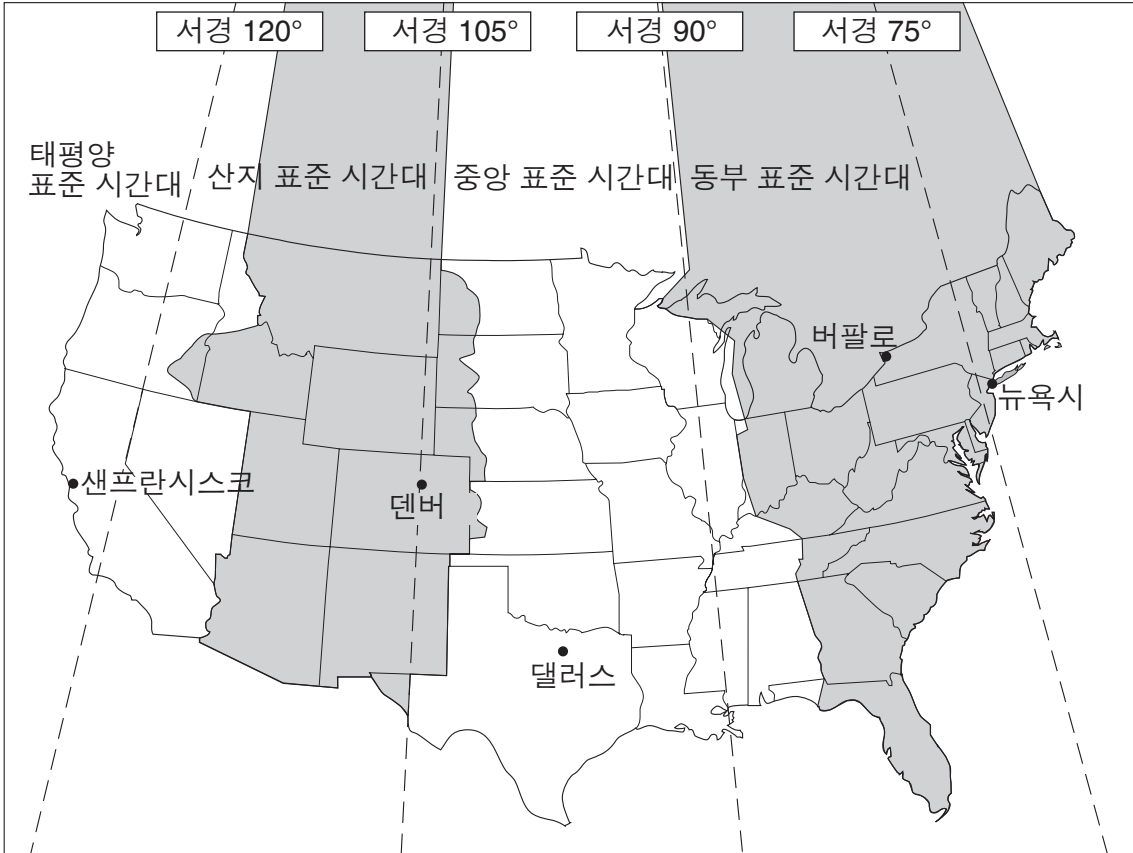 서경 120°
서경 105°
서경 90°
서경 75°
태평양
표준 시간대
산지 표준 시간대
중앙 표준 시간대
동부 표준 시간대
버팔로
뉴욕시
샌프란시스코
덴버
댈러스